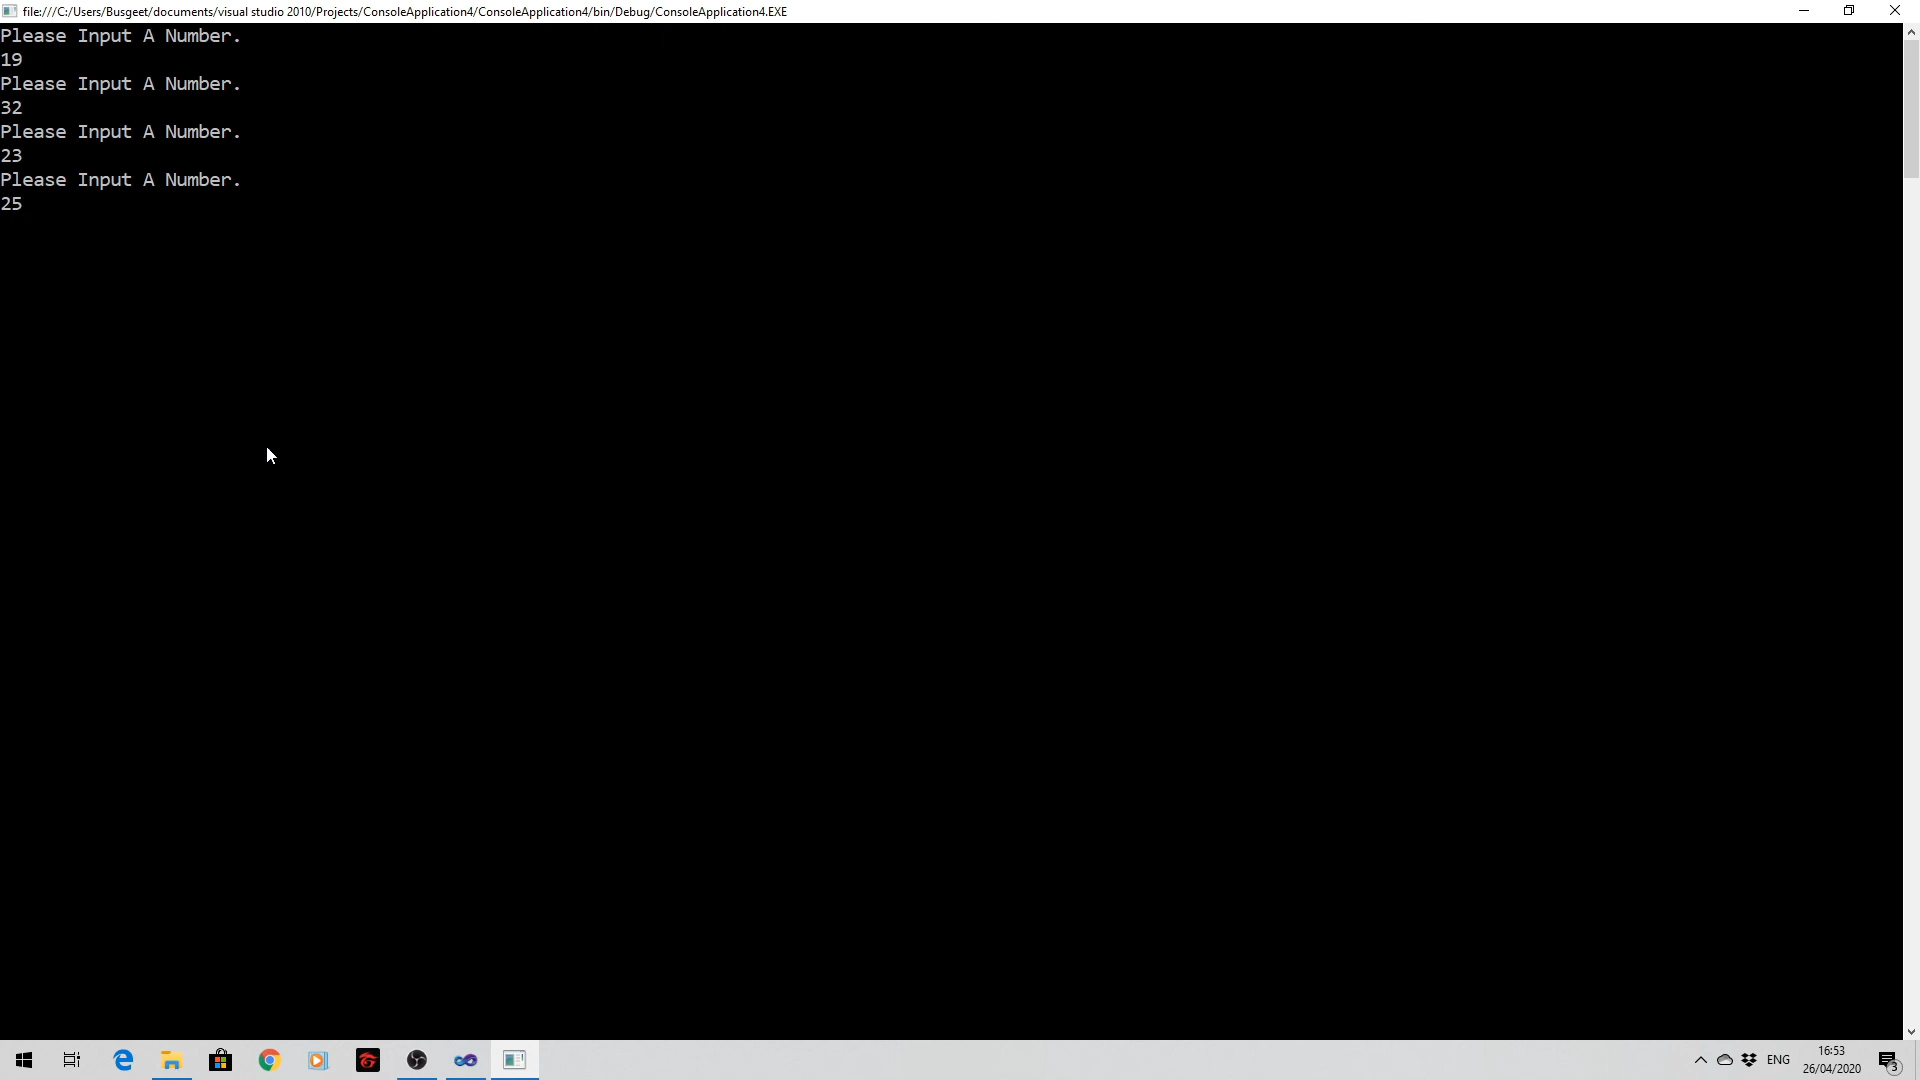 file:///C:/Users/Busgeet/documents/visual studio 2010/Projects/ConsoleApplication4/ConsoleApplication4/bin/Debug/ConsoleApplication4.EXE
Please Input A Number.
19
Please Input A Number.
32
Please Input A Number.
23
Please Input A Number.
25
ENG
16:53
26/04/2020
3